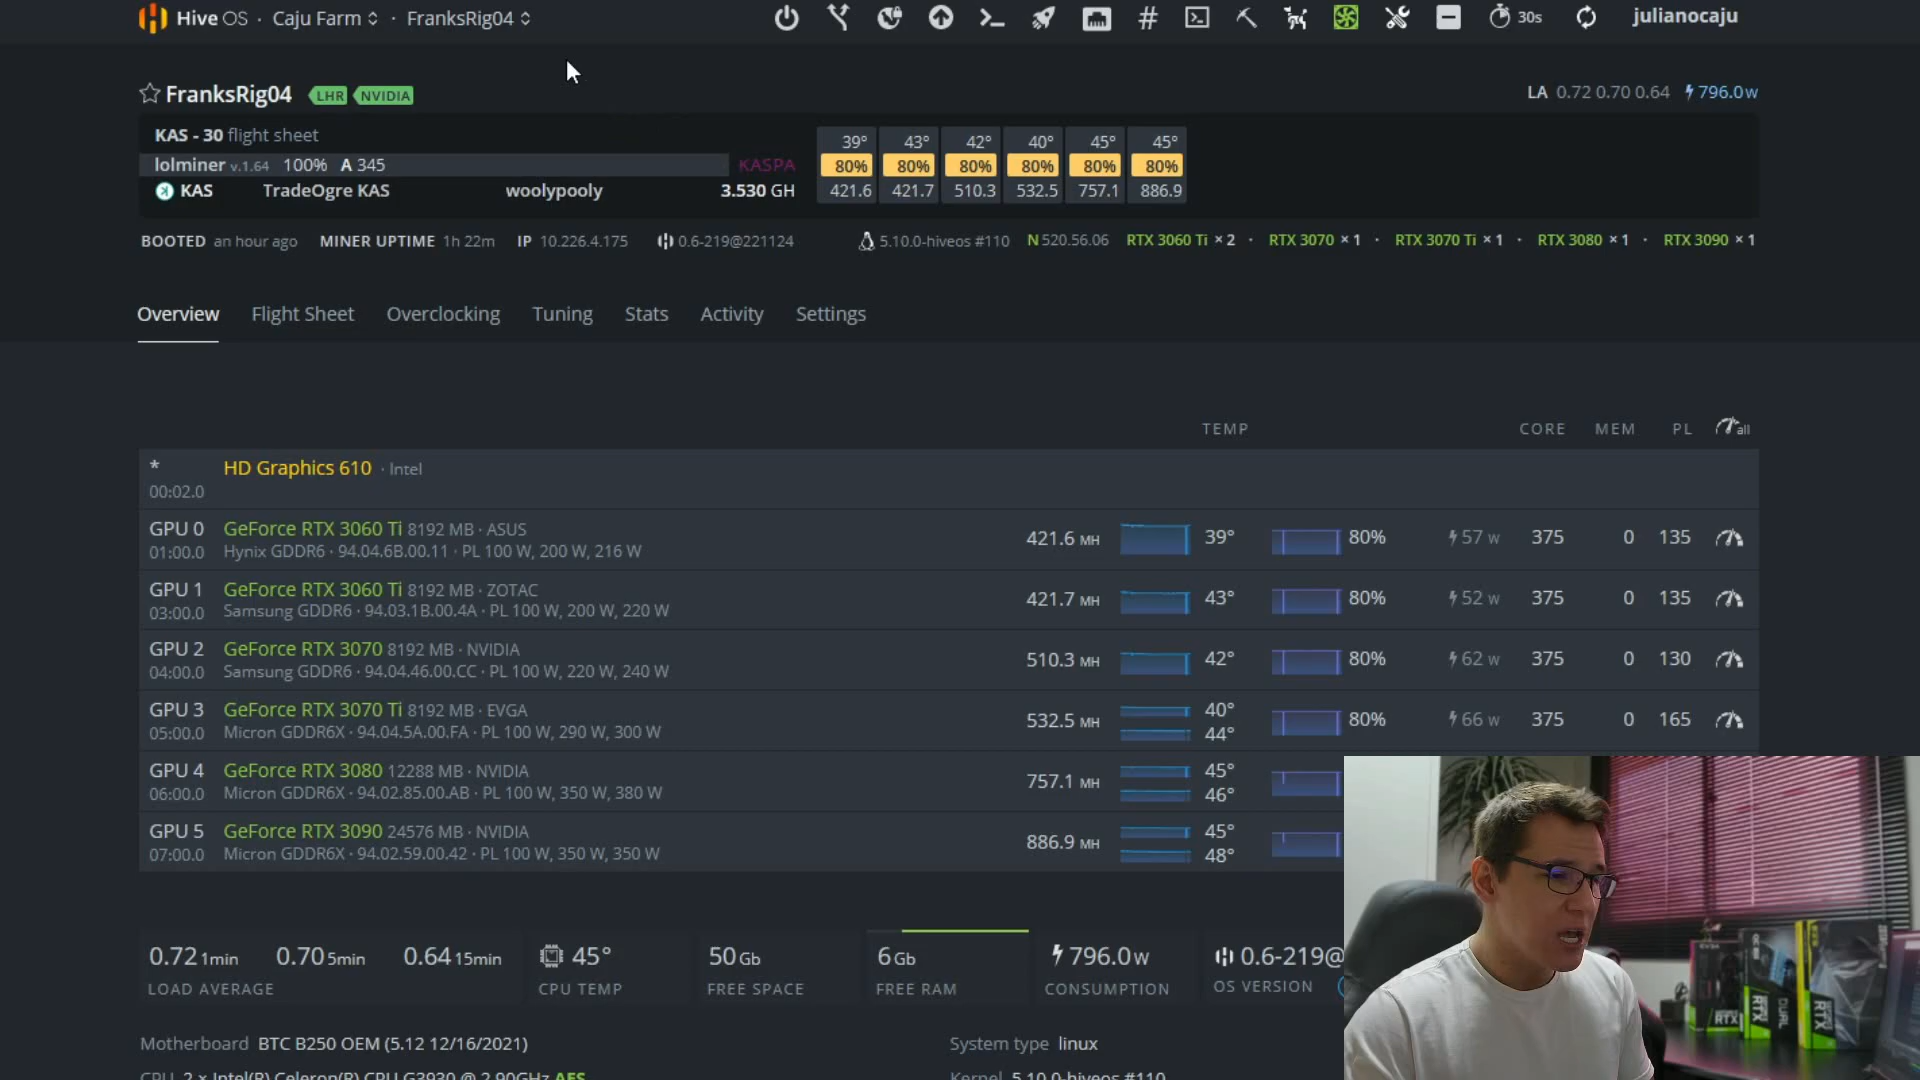 Hive OS · Caju Farm · FranksRig04
30s julianocaju
FranksRig04 LHR NVIDIA
LA 0.72 0.70 0.64 796.0w
KAS - 30 flight sheet
lolminer v.1.64 100% A 345 KASPA
KAS TradeOgre KAS woolypooly 3.530 GH
39° 43° 42° 40° 45° 45°
80% 80% 80% 80% 80% 80%
421.6 421.7 510.3 532.5 757.1 886.9
BOOTED an hour ago MINER UPTIME 1h 22m IP 10.226.4.175 0.6-219@221124 5.10.0-hiveos #110 N 520.56.06 RTX 3060 Ti × 2 · RTX 3070 × 1 · RTX 3070 Ti × 1 · RTX 3080 × 1 · RTX 3090 × 1
Overview Flight Sheet Overclocking Tuning Stats Activity Settings
TEMP CORE MEM PL all
* HD Graphics 610 · Intel
00:02.0
GPU 0 GeForce RTX 3060 Ti 8192 MB · ASUS 421.6 MH 39° 80% 57 w 375 0 135
01:00.0 Hynix GDDR6 · 94.04.6B.00.11 · PL 100 W, 200 W, 216 W
GPU 1 GeForce RTX 3060 Ti 8192 MB · ZOTAC 421.7 MH 43° 80% 52 w 375 0 135
03:00.0 Samsung GDDR6 · 94.03.1B.00.4A · PL 100 W, 200 W, 220 W
GPU 2 GeForce RTX 3070 8192 MB · NVIDIA 510.3 MH 42° 80% 62 w 375 0 130
04:00.0 Samsung GDDR6 · 94.04.46.00.CC · PL 100 W, 220 W, 240 W
GPU 3 GeForce RTX 3070 Ti 8192 MB · EVGA 532.5 MH 40° 80% 66 w 375 0 165
05:00.0 Micron GDDR6X · 94.04.5A.00.FA · PL 100 W, 290 W, 300 W 44°
GPU 4 GeForce RTX 3080 12288 MB · NVIDIA 757.1 MH 45°
06:00.0 Micron GDDR6X · 94.02.85.00.AB · PL 100 W, 350 W, 380 W 46°
GPU 5 GeForce RTX 3090 24576 MB · NVIDIA 886.9 MH 45°
07:00.0 Micron GDDR6X · 94.02.59.00.42 · PL 100 W, 350 W, 350 W 48°
0.72 1min 0.70 5min 0.64 15min 45° 50 Gb 6 Gb 796.0 w 0.6-219@
LOAD AVERAGE CPU TEMP FREE SPACE FREE RAM CONSUMPTION OS VERSION
Motherboard BTC B250 OEM (5.12 12/16/2021) System type linux
CPU 2 × Intel(R) Celeron(R) CPU G3930 @ 2.90GHz AES Kernel 5.10.0-hiveos #110
RTX
DUAL
RTX